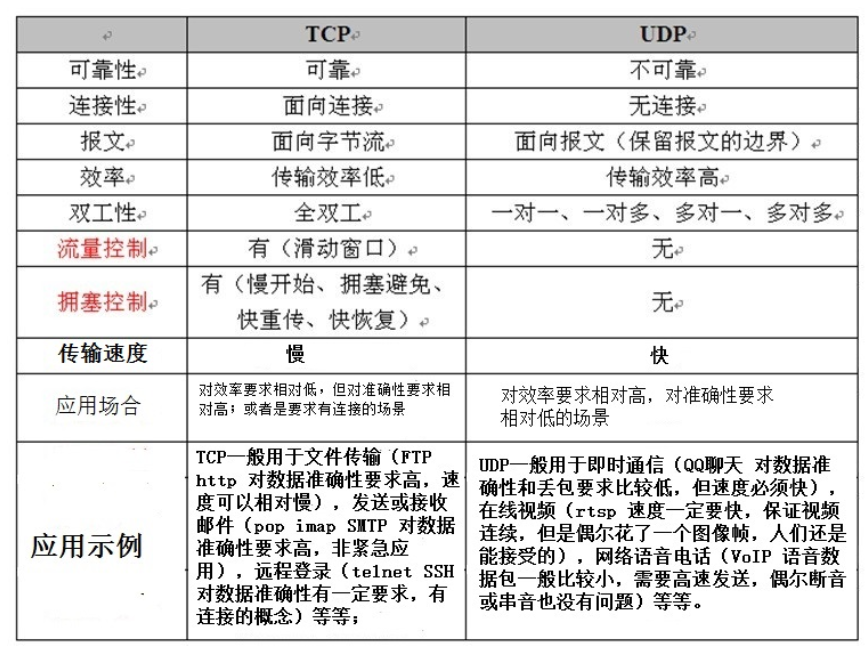 TCP UDP
可靠性 可靠 不可靠
连接性 面向连接 无连接
报文 面向字节流 面向报文（保留报文的边界）
效率 传输效率低 传输效率高
双工性 全双工 一对一、一对多、多对一、多对多
流量控制 有（滑动窗口） 无
拥塞控制 有（慢开始、拥塞避免、
快重传、快恢复） 无
传输速度 慢 快
应用场合
对效率要求相对低，但对准确性要求相
对高；或者是要求有连接的场景
对效率要求相对高，对准确性要求
相对低的场景
应用示例
TCP一般用于文件传输（FTP
http 对数据准确性要求高，速
度可以相对慢），发送或接收
邮件（pop imap SMTP 对数据
准确性要求高，非紧急应
用），远程登录（telnet SSH
对数据准确性有一定要求，有
连接的概念）等等；
UDP一般用于即时通信（QQ聊天 对数据准
确性和丢包要求比较低，但速度必须快），
在线视频（rtsp 速度一定要快，保证视频
连续，但是偶尔花了一个图像帧，人们还是
能接受的），网络语音电话（VoIP 语音数
据包一般比较小，需要高速发送，偶尔断音
或串音也没有问题）等等。